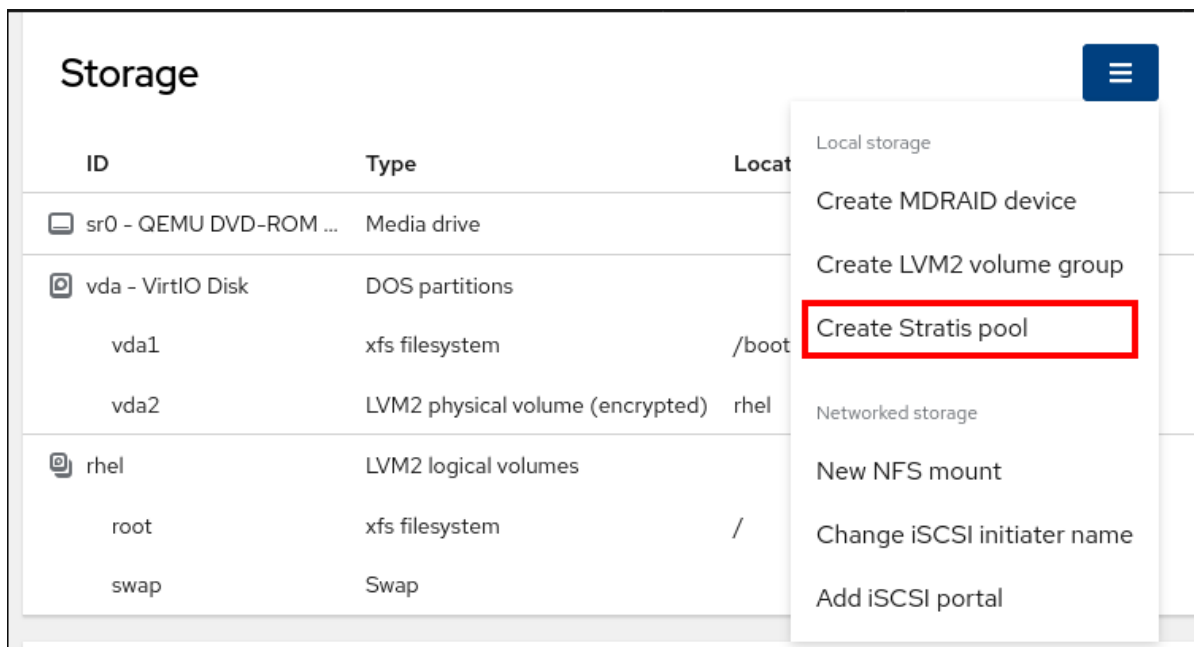 Storage
ID Type Locat
sr0 - QEMU DVD-ROM ... Media drive
vda - VirtIO Disk DOS partitions
vda1 xfs filesystem /boot
vda2 LVM2 physical volume (encrypted) rhel
rhel LVM2 logical volumes
root xfs filesystem /
swap Swap
Local storage
Create MDRAID device
Create LVM2 volume group
Create Stratis pool
Networked storage
New NFS mount
Change iSCSI initiater name
Add iSCSI portal